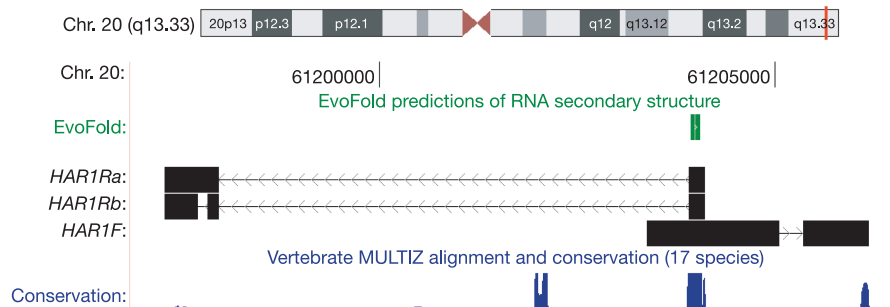 Chr. 20 (q13.33) 20p13 p12.3 p12.1 q12 q13.12 q13.2 q13.33
Chr. 20: 61200000 61205000
EvoFold predictions of RNA secondary structure
EvoFold:
HAR1Ra:
HAR1Rb:
HAR1F:
Vertebrate MULTIZ alignment and conservation (17 species)
Conservation: